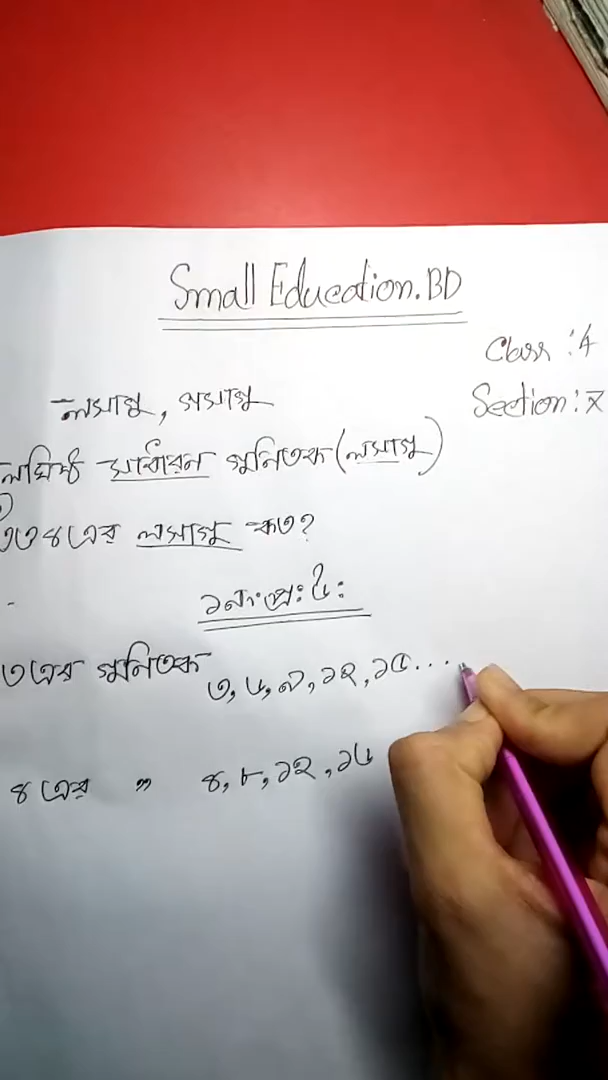 Small Education.BD
Class : 4
Section : x
লসাগু, গসাগু
লঘিষ্ঠ সাধারন গুনিতক (লসাগু)
৩ও৪এর লসাগু কত?
১নংপ্রঃউঃ
৩এর গুনিতক ৩, ৬, ৯, ১২, ১৫....
৪এর " ৪, ৮, ১২, ১৬